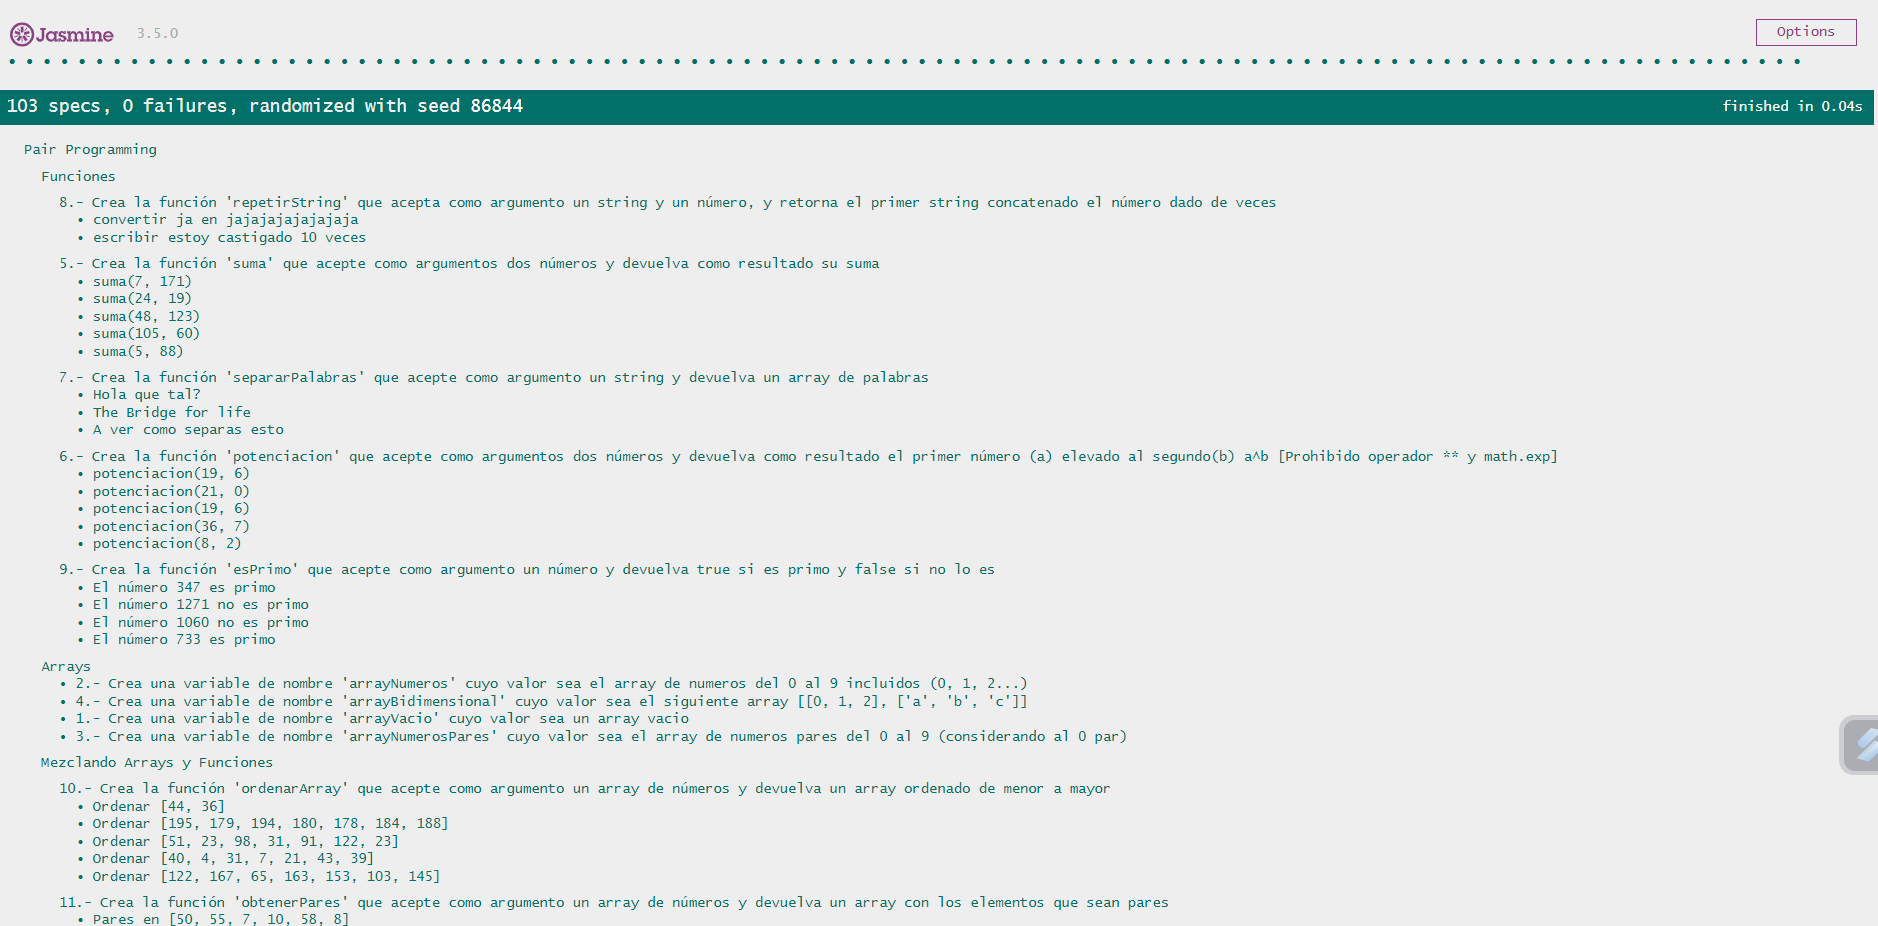 Jasmine 3.5.0 Options
103 specs, 0 failures, randomized with seed 86844 finished in 0.04s
Pair Programming
Funciones
8.- Crea la función 'repetirString' que acepta como argumento un string y un número, y retorna el primer string concatenado el número dado de veces
• convertir ja en jajajajajajajaja
• escribir estoy castigado 10 veces
5.- Crea la función 'suma' que acepte como argumentos dos números y devuelva como resultado su suma
• suma(7, 171)
• suma(24, 19)
• suma(48, 123)
• suma(105, 60)
• suma(5, 88)
7.- Crea la función 'separarPalabras' que acepte como argumento un string y devuelva un array de palabras
• Hola que tal?
• The Bridge for life
• A ver como separas esto
6.- Crea la función 'potenciacion' que acepte como argumentos dos números y devuelva como resultado el primer número (a) elevado al segundo(b) a^b [Prohibido operador ** y math.exp]
• potenciacion(19, 6)
• potenciacion(21, 0)
• potenciacion(19, 6)
• potenciacion(36, 7)
• potenciacion(8, 2)
9.- Crea la función 'esPrimo' que acepte como argumento un número y devuelva true si es primo y false si no lo es
• El número 347 es primo
• El número 1271 no es primo
• El número 1060 no es primo
• El número 733 es primo
Arrays
• 2.- Crea una variable de nombre 'arrayNumeros' cuyo valor sea el array de numeros del 0 al 9 incluidos (0, 1, 2...)
• 4.- Crea una variable de nombre 'arrayBidimensional' cuyo valor sea el siguiente array [[0, 1, 2], ['a', 'b', 'c']]
• 1.- Crea una variable de nombre 'arrayVacio' cuyo valor sea un array vacio
• 3.- Crea una variable de nombre 'arrayNumerosPares' cuyo valor sea el array de numeros pares del 0 al 9 (considerando al 0 par)
Mezclando Arrays y Funciones
10.- Crea la función 'ordenarArray' que acepte como argumento un array de números y devuelva un array ordenado de menor a mayor
• Ordenar [44, 36]
• Ordenar [195, 179, 194, 180, 178, 184, 188]
• Ordenar [51, 23, 98, 31, 91, 122, 23]
• Ordenar [40, 4, 31, 7, 21, 43, 39]
• Ordenar [122, 167, 65, 163, 153, 103, 145]
11.- Crea la función 'obtenerPares' que acepte como argumento un array de números y devuelva un array con los elementos que sean pares
• Pares en [50, 55, 7, 10, 58, 8]